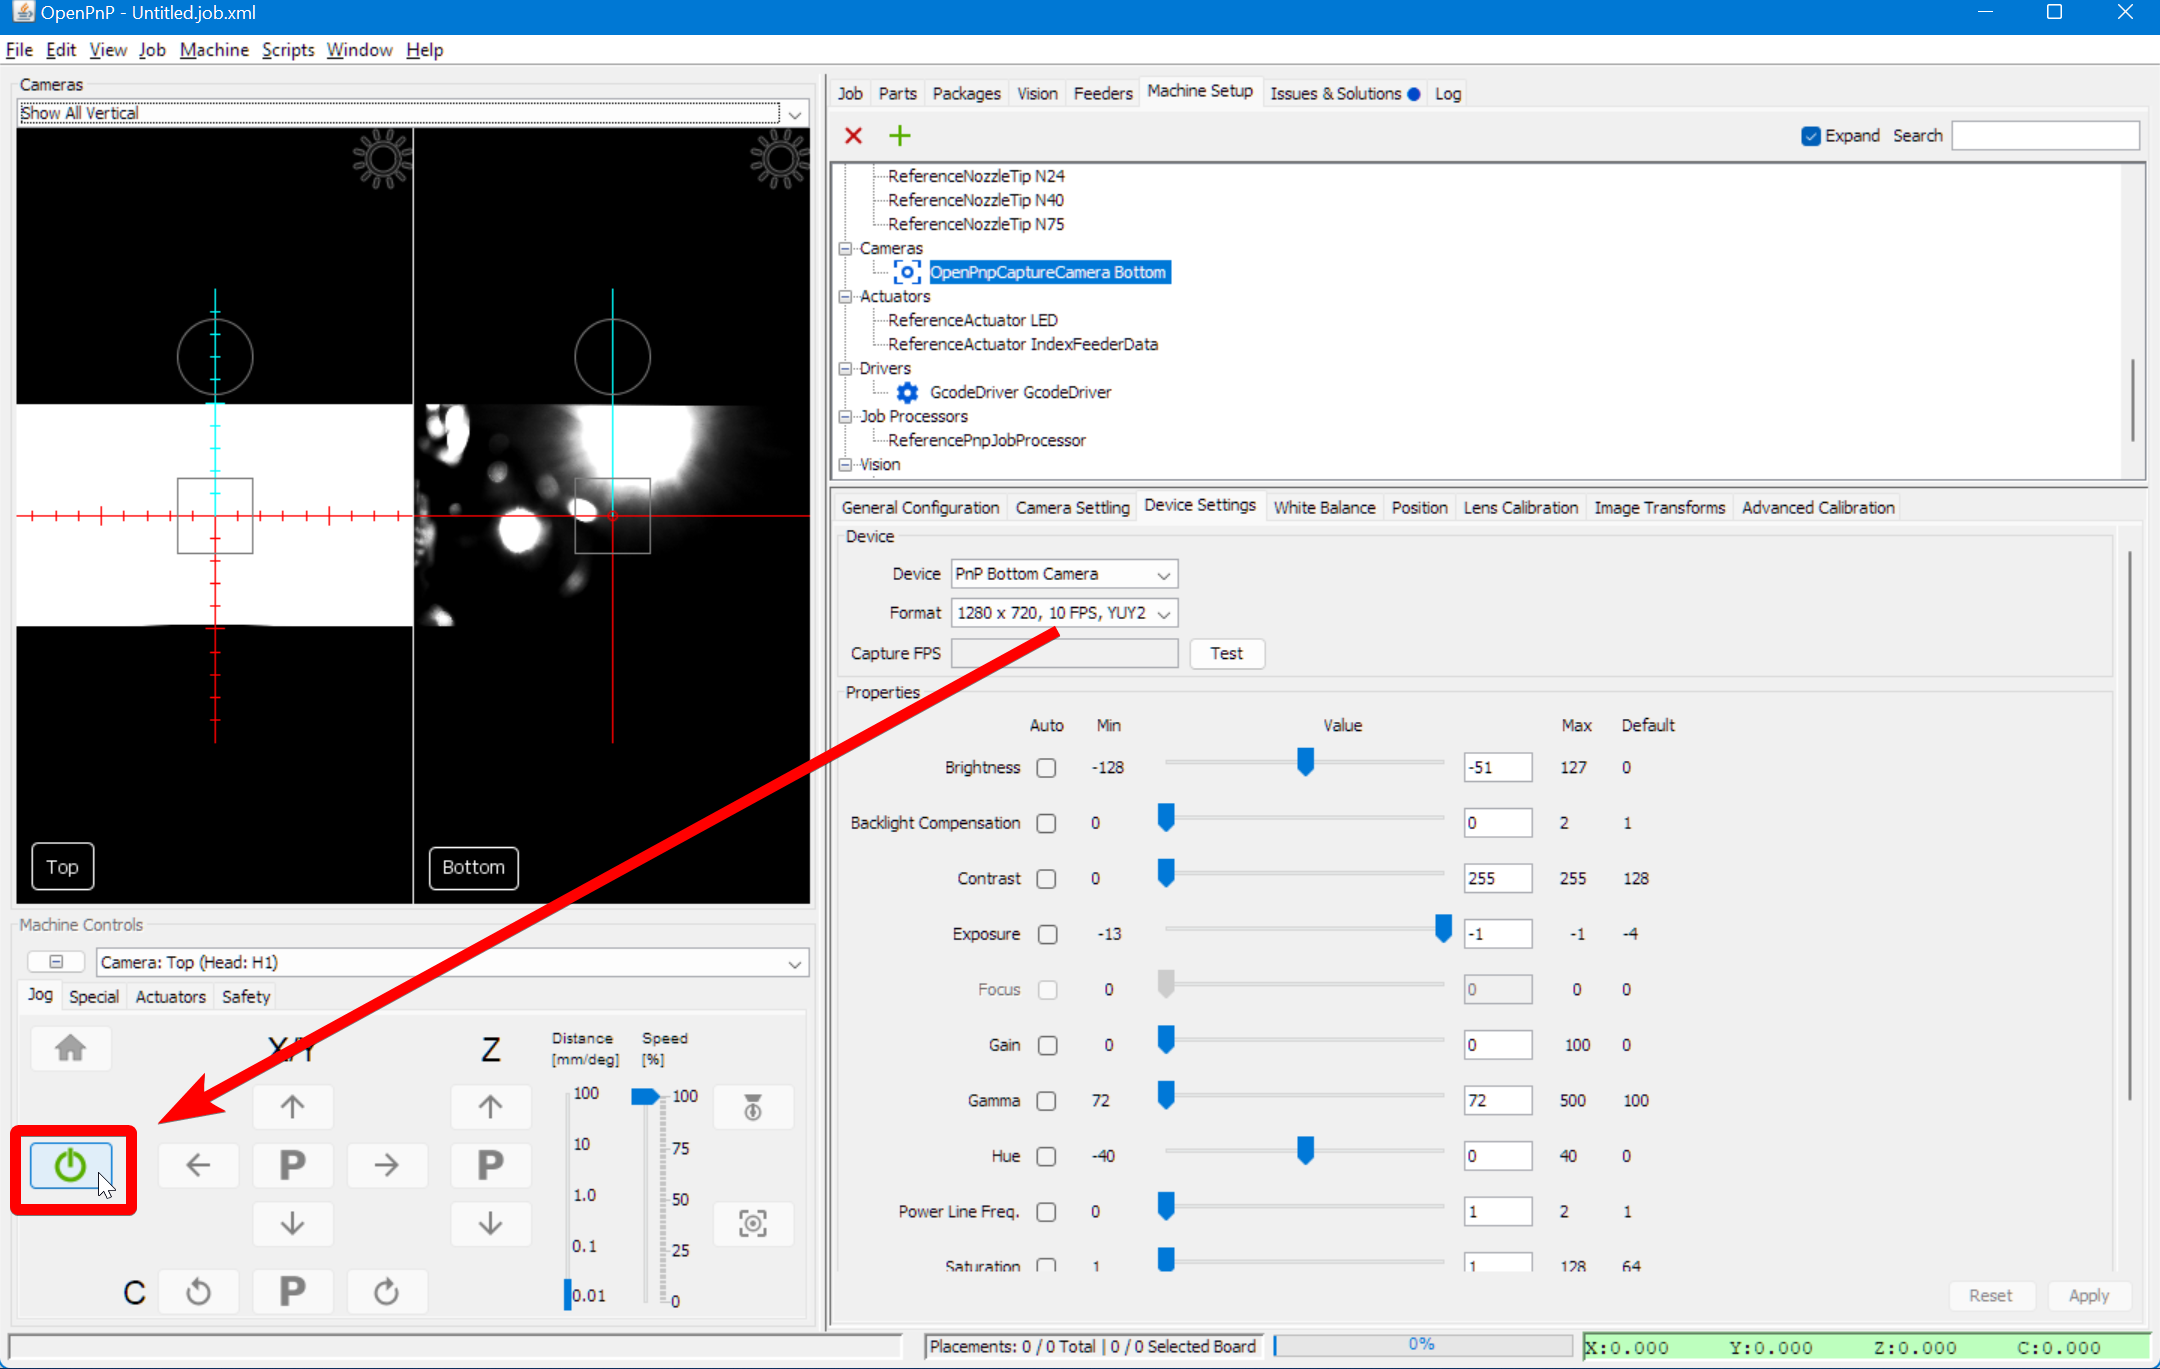 OpenPnP - Untitled.job.xml
File Edit View Job Machine Scripts Window Help
Cameras
Show All Vertical
Top
Bottom
Machine Controls
Camera: Top (Head: H1)
Jog Special Actuators Safety
X/Y Z
Distance [mm/deg]
Speed [%]
100
10
1.0
0.1
0.01
100
75
50
25
0
P P
C P
Job Parts Packages Vision Feeders Machine Setup Issues & Solutions Log
Expand Search
ReferenceNozzleTip N24
ReferenceNozzleTip N40
ReferenceNozzleTip N75
Cameras
OpenPnpCaptureCamera Bottom
Actuators
ReferenceActuator LED
ReferenceActuator IndexFeederData
Drivers
GcodeDriver GcodeDriver
Job Processors
ReferencePnpJobProcessor
Vision
General Configuration Camera Settling Device Settings White Balance Position Lens Calibration Image Transforms Advanced Calibration
Device
Device PnP Bottom Camera
Format 1280 x 720, 10 FPS, YUY2
Capture FPS Test
Properties
Auto Min Value Max Default
Brightness -128 -51 127 0
Backlight Compensation 0 0 2 1
Contrast 0 255 255 128
Exposure -13 -1 -1 -4
Focus 0 0 0 0
Gain 0 0 100 0
Gamma 72 72 500 100
Hue -40 0 40 0
Power Line Freq. 0 1 2 1
Saturation 1 1 128 64
Reset Apply
Placements: 0 / 0 Total | 0 / 0 Selected Board 0% X:0.000 Y:0.000 Z:0.000 C:0.000